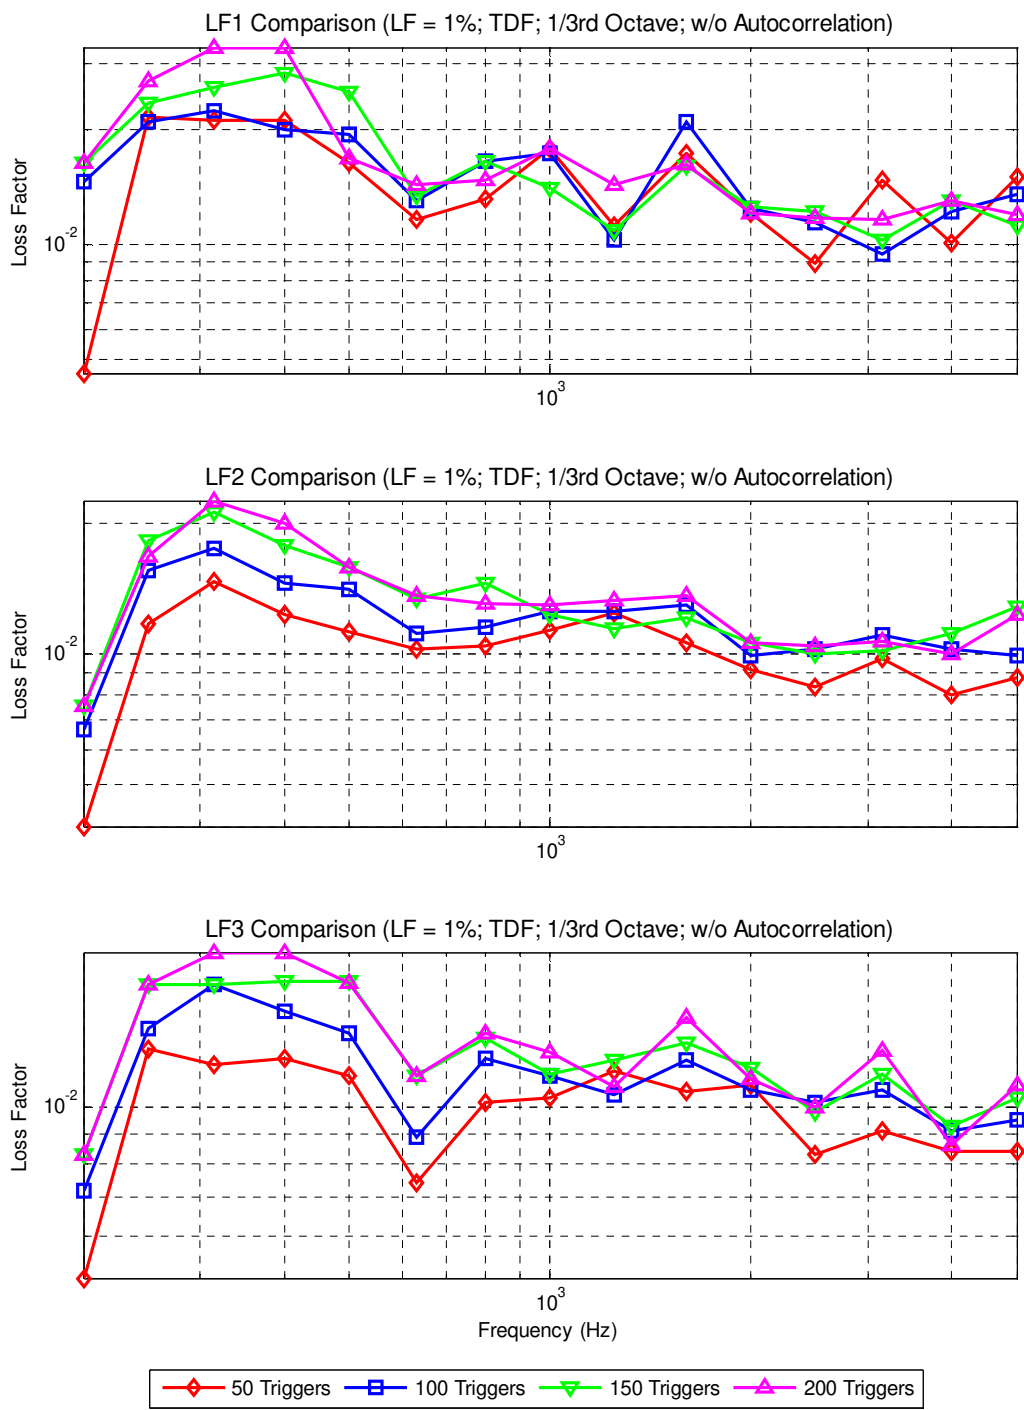 LF1 Comparison (LF = 1%; TDF; 1/3rd Octave; w/o Autocorrelation)
Loss Factor
10^-2
10^3
LF2 Comparison (LF = 1%; TDF; 1/3rd Octave; w/o Autocorrelation)
Loss Factor
10^-2
10^3
LF3 Comparison (LF = 1%; TDF; 1/3rd Octave; w/o Autocorrelation)
Loss Factor
10^-2
10^3
Frequency (Hz)
50 Triggers 100 Triggers 150 Triggers 200 Triggers